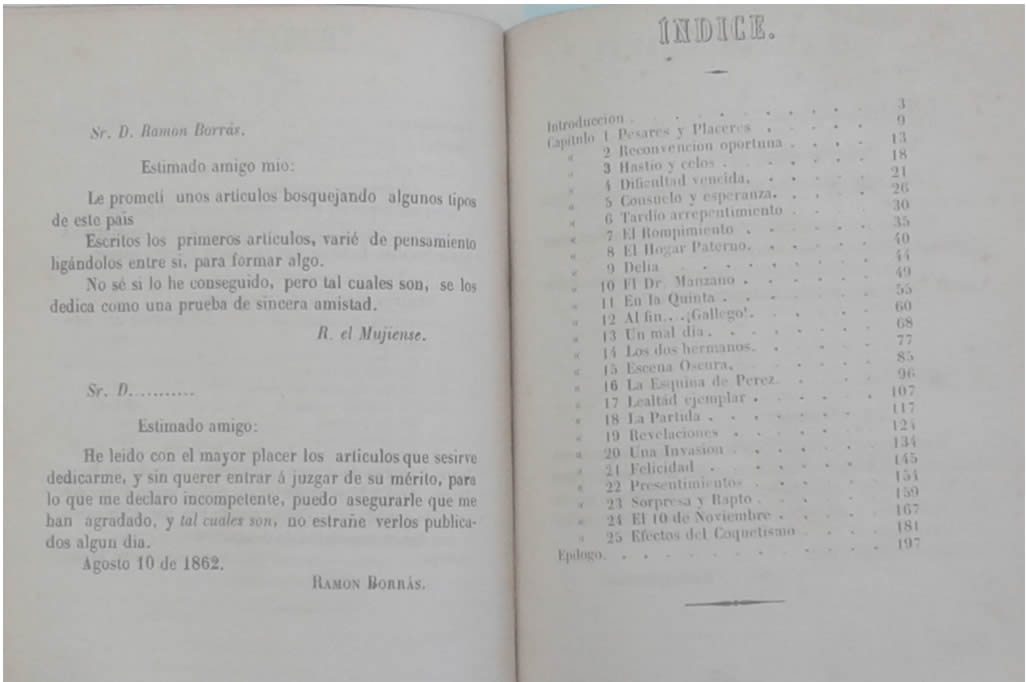 Sr. D. Ramon Borrás.
Estimado amigo mio:
Le prometí unos artículos bosquejando algunos tipos
de este pais
Escritos los primeros artículos, varié de pensamiento
ligándolos entre si, para formar algo.
No sé si lo he conseguido, pero tal cuales son, se los
dedica como una prueba de sincera amistad.
R. el Mujiense.
Sr. D...........
Estimado amigo:
He leido con el mayor placer los artículos que sesirve
dedicarme, y sin querer entrar á juzgar de su mérito, para
lo que me declaro incompetente, puedo asegurarle que me
han agradado, y tal cuales son, no estrañe verlos publica-
dos algun dia.
Agosto 10 de 1862.
RAMON BORRÁS.
ÍNDICE.
Introduccion . . . . . . . . 3
Capítulo 1 Pesares y Placeres . . . . . 9
« 2 Reconvencion oportuna . . . . . 13
« 3 Hastío y celos . . . . . . 18
« 4 Dificultad vencida. . . . . . 21
« 5 Consuelo y esperanza. . . . . 26
« 6 Tardío arrepentimiento . . . . 30
« 7 El Rompimiento . . . . . . 35
« 8 El Hogar Paterno. . . . . . 40
« 9 Delia . . . . . . . 44
« 10 El Dr. Manzano . . . . . . 49
« 11 En la Quinta . . . . . . 55
« 12 Al fin. . .¡Gallego!. . . . . . 60
« 13 Un mal dia. . . . . . . 68
« 14 Los dos hermanos. . . . . . 77
« 15 Escena Oscura. . . . . . 85
« 16 La Esquina de Perez. . . . . 96
« 17 Lealtad ejemplar . . . . . . 107
« 18 La Partida . . . . . . . 117
« 19 Revelaciones . . . . . . 124
« 20 Una Invasion . . . . . . 134
« 21 Felicidad . . . . . . . 145
« 22 Presentimientos . . . . . . 154
« 23 Sorpresa y Rapto . . . . . . 159
« 24 El 10 de Noviembre . . . . . 167
« 25 Efectos del Coquetismo . . . . 181
Epílogo. . . . . . . . . . 197